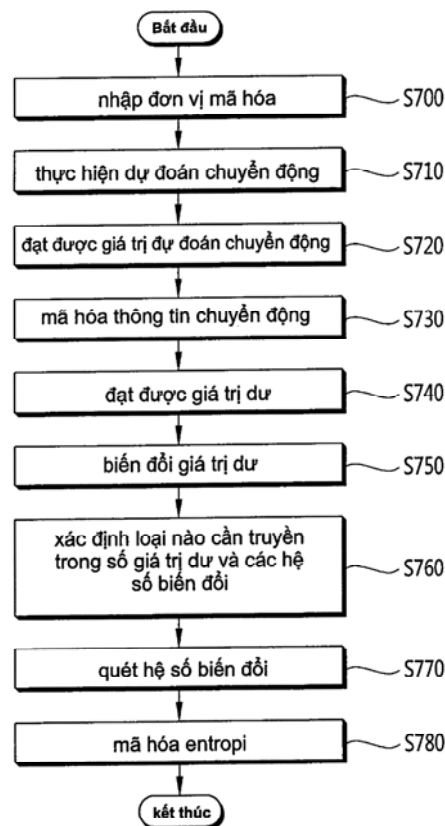 Bắt đầu
nhập đơn vị mã hóa
S700
thực hiện dự đoán chuyển động
S710
đạt được giá trị dự đoán chuyển động
S720
mã hóa thông tin chuyển động
S730
đạt được giá trị dư
S740
biến đổi giá trị dư
S750
xác định loại nào cần truyền
trong số giá trị dư và các hệ
số biến đổi
S760
quét hệ số biến đổi
S770
mã hóa entropi
S780
kết thúc